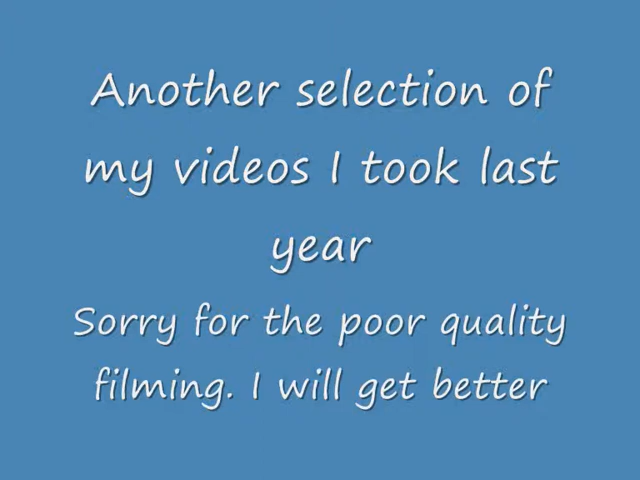 Another selection of
my videos I took last
year
Sorry for the poor quality
filming. I will get better